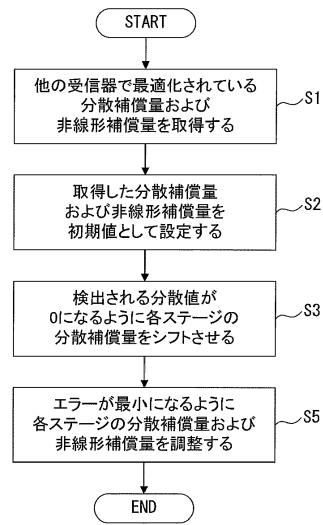 START
他の受信器で最適化されている
分散補償量および
非線形補償量を取得する
S1
取得した分散補償量
および非線形補償量を
初期値として設定する
S2
検出される分散値が
0になるように各ステージの
分散補償量をシフトさせる
S3
エラーが最小になるように
各ステージの分散補償量および
非線形補償量を調整する
S5
END